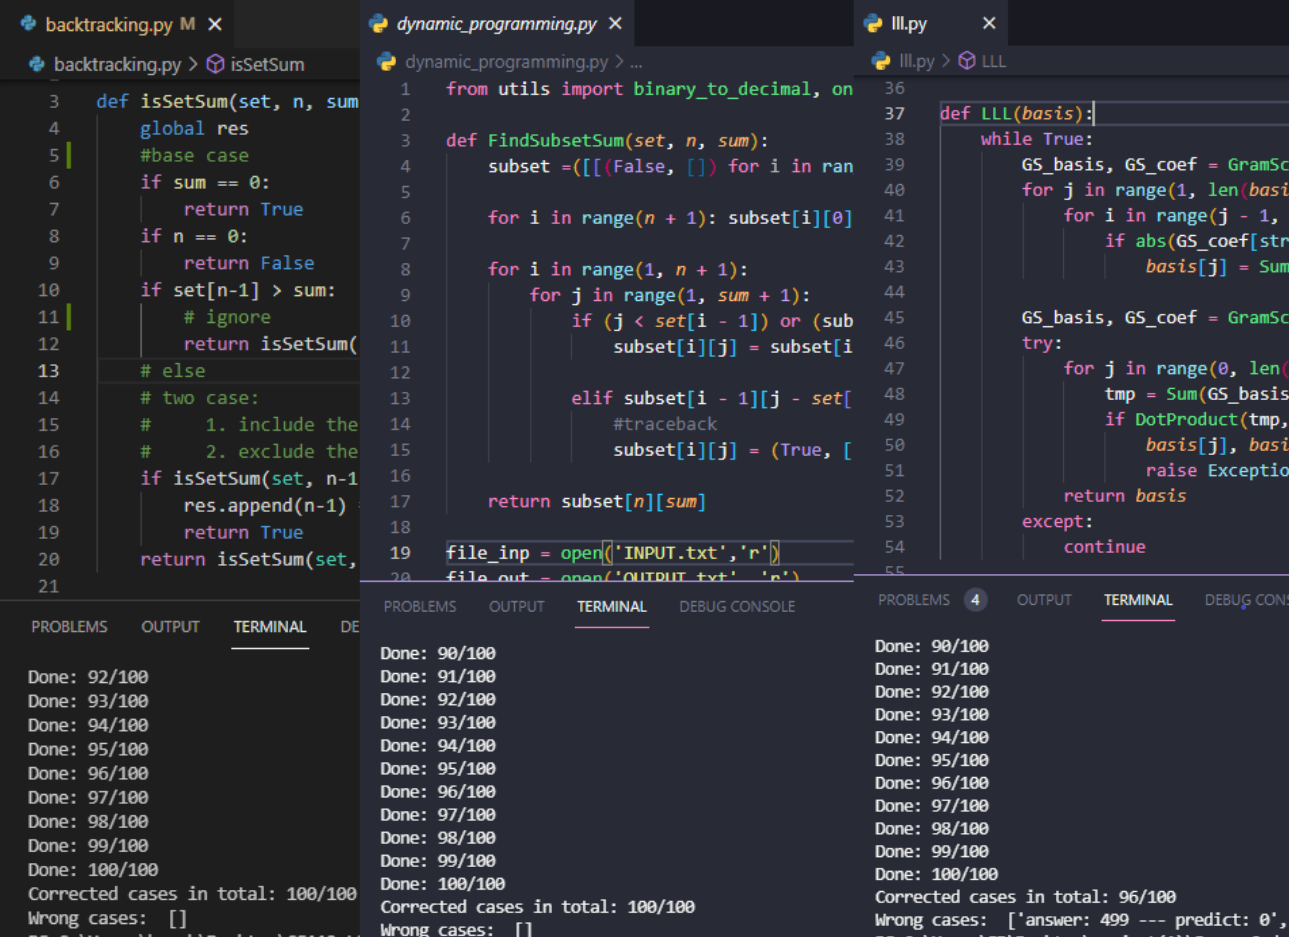 backtracking.py M ×
backtracking.py > isSetSum
3 def isSetSum(set, n, sum
4 global res
5 #base case
6 if sum == 0:
7 return True
8 if n == 0:
9 return False
10 if set[n-1] > sum:
11 # ignore
12 return isSetSum(
13 # else
14 # two case:
15 # 1. include the
16 # 2. exclude the
17 if isSetSum(set, n-1
18 res.append(n-1)
19 return True
20 return isSetSum(set,
21
PROBLEMS OUTPUT TERMINAL DE
Done: 92/100
Done: 93/100
Done: 94/100
Done: 95/100
Done: 96/100
Done: 97/100
Done: 98/100
Done: 99/100
Done: 100/100
Corrected cases in total: 100/100
Wrong cases: []
dynamic_programming.py ×
dynamic_programming.py > ...
1 from utils import binary_to_decimal, on
2
3 def FindSubsetSum(set, n, sum):
4 subset =([[(False, []) for i in ran
5
6 for i in range(n + 1): subset[i][0]
7
8 for i in range(1, n + 1):
9 for j in range(1, sum + 1):
10 if (j < set[i - 1]) or (sub
11 subset[i][j] = subset[i
12
13 elif subset[i - 1][j - set[
14 #traceback
15 subset[i][j] = (True, [
16
17 return subset[n][sum]
18
19 file_inp = open('INPUT.txt','r')
20 file_out = open('OUTPUT.txt', 'r')
PROBLEMS OUTPUT TERMINAL DEBUG CONSOLE
Done: 90/100
Done: 91/100
Done: 92/100
Done: 93/100
Done: 94/100
Done: 95/100
Done: 96/100
Done: 97/100
Done: 98/100
Done: 99/100
Done: 100/100
Corrected cases in total: 100/100
Wrong cases: []
lll.py ×
lll.py > LLL
36
37 def LLL(basis):
38 while True:
39 GS_basis, GS_coef = GramSc
40 for j in range(1, len(basi
41 for i in range(j - 1,
42 if abs(GS_coef[str
43 basis[j] = Sum
44
45 GS_basis, GS_coef = GramSc
46 try:
47 for j in range(0, len(
48 tmp = Sum(GS_basis
49 if DotProduct(tmp,
50 basis[j], basi
51 raise Exceptio
52 return basis
53 except:
54 continue
55
PROBLEMS 4 OUTPUT TERMINAL DEBUG CONS
Done: 90/100
Done: 91/100
Done: 92/100
Done: 93/100
Done: 94/100
Done: 95/100
Done: 96/100
Done: 97/100
Done: 98/100
Done: 99/100
Done: 100/100
Corrected cases in total: 96/100
Wrong cases: ['answer: 499 --- predict: 0',